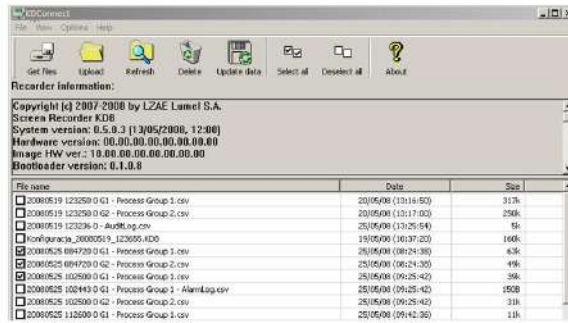 KDConnect
File View Options Help
Get files Upload Refresh Delete Update data Select all Deselect all About
Recorder information:
Copyright (c) 2007-2008 by LZAE Lumel S.A.
Screen Recorder KD8
System version: 0.5.0.3 (13/05/2008, 12:00)
Hardware version: 00.00.00.00.00.00.00.00
Image HW ver.: 10.00.00.00.00.00.00.00
Bootloader version: 0.1.0.8
File name Date Size
20080519 123250 0 G1 - Process Group 1.csv 20/05/08 (13:16:50) 317k
20080519 123250 0 G2 - Process Group 2.csv 20/05/08 (13:17:00) 250k
20080519 123236 0 - AuditLog.csv 25/05/08 (13:25:54) 5k
Konfiguracja_20080519_123655.KD8 19/05/08 (10:37:20) 160k
20080525 084720 0 G1 - Process Group 1.csv 25/05/08 (08:24:38) 63k
20080525 084720 0 G2 - Process Group 2.csv 25/05/08 (08:24:38) 49k
20080525 102500 0 G1 - Process Group 1.csv 25/05/08 (09:25:42) 39k
20080525 102443 0 G1 - Process Group 1 - AlarmLog.csv 25/05/08 (09:25:42) 150B
20080525 102500 0 G2 - Process Group 2.csv 25/05/08 (09:25:42) 31k
20080525 112600 0 G1 - Process Group 1.csv 25/05/08 (09:42:36) 11k